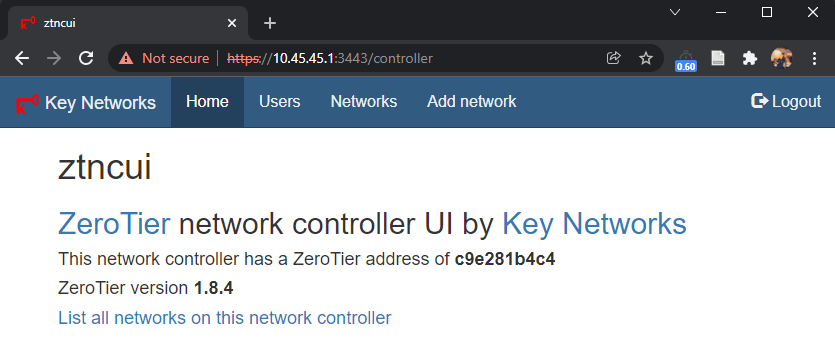 ztncui
Not secure https://10.45.45.1:3443/controller
0.60
Key Networks Home Users Networks Add network Logout
ztncui
ZeroTier network controller UI by Key Networks
This network controller has a ZeroTier address of c9e281b4c4
ZeroTier version 1.8.4
List all networks on this network controller